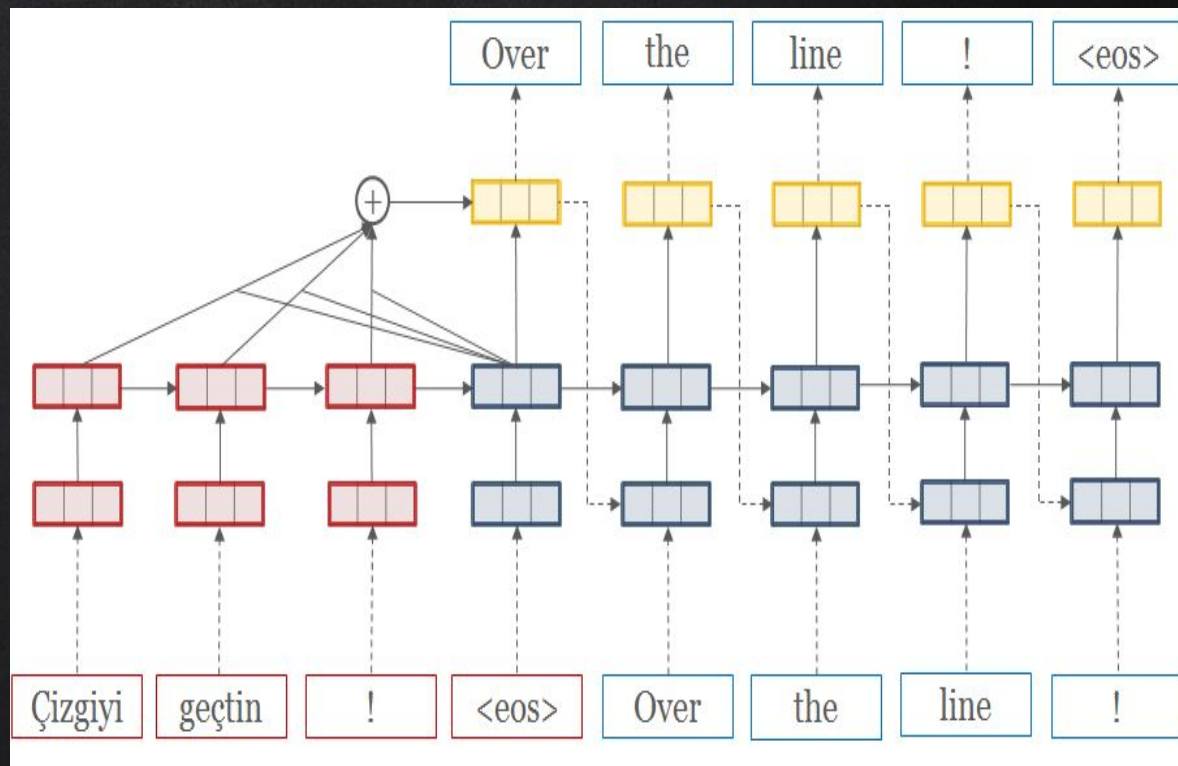 Over the line ! <eos>
+
Çizgiyi geçtin ! <eos> Over the line !